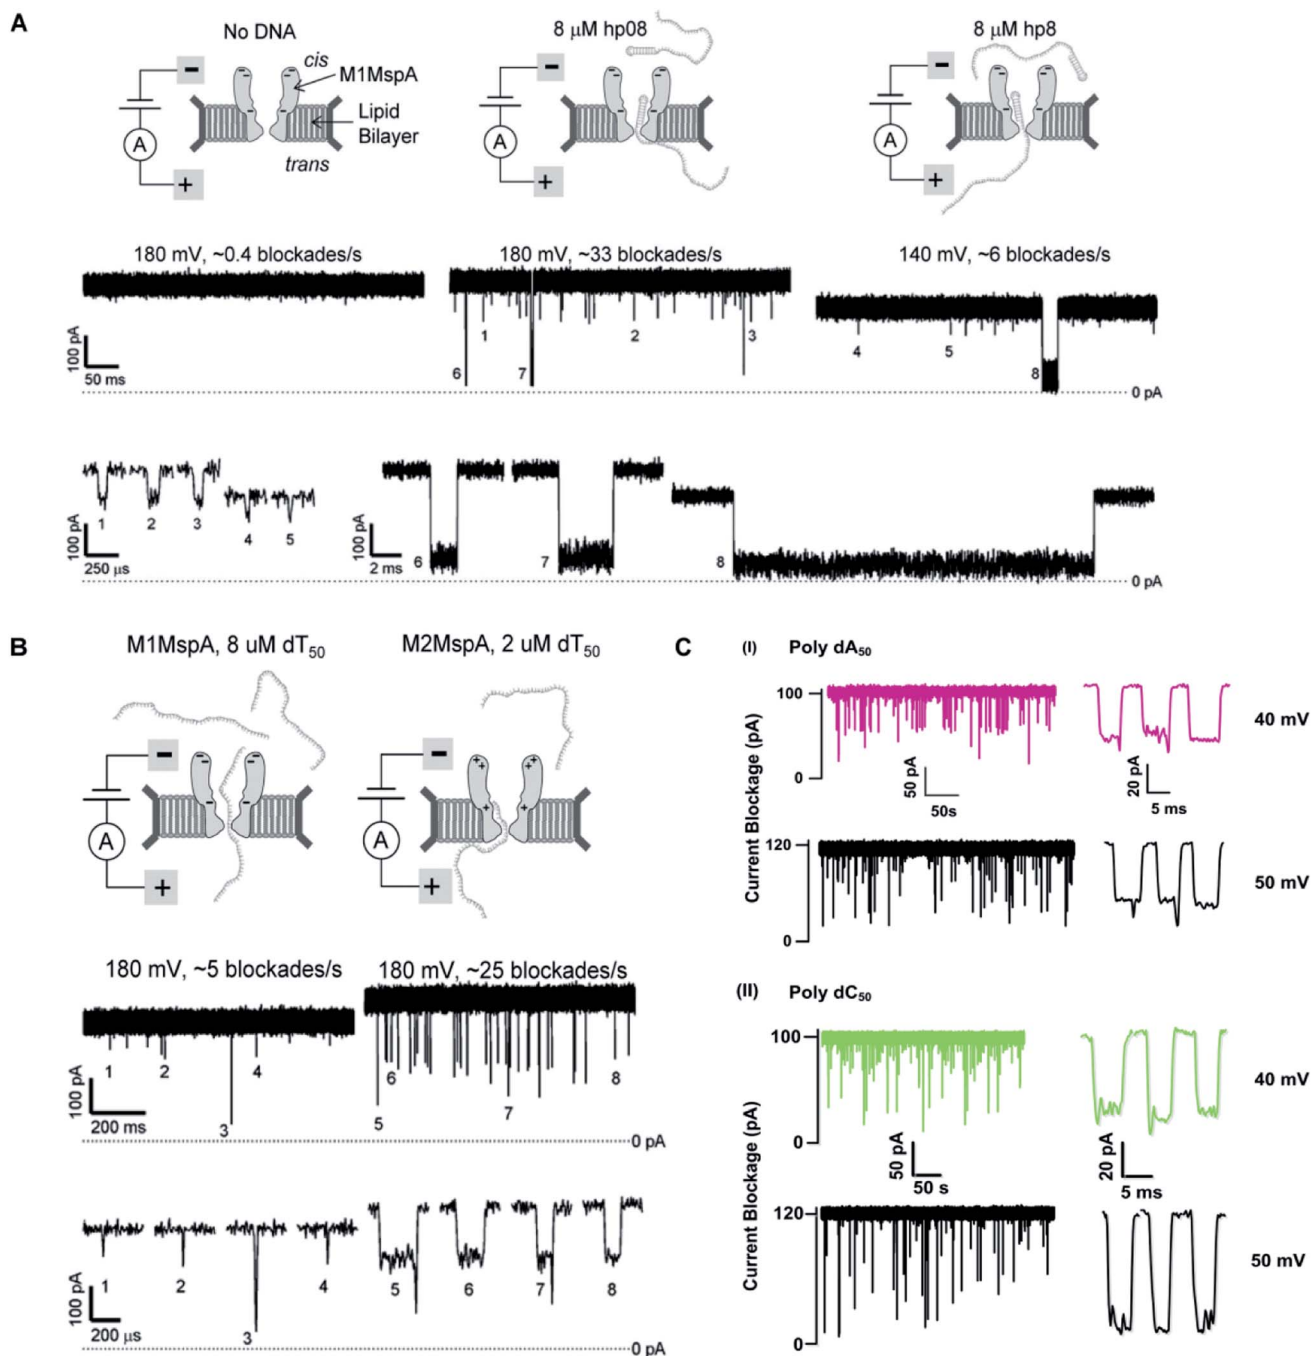 A
No DNA
8 μM hp08
8 μM hp8
cis
M1MspA
Lipid
Bilayer
trans
− A +
− A +
− A +
180 mV, ~0.4 blockades/s
180 mV, ~33 blockades/s
140 mV, ~6 blockades/s
100 pA
50 ms
1 2 3 4 5 6 7 8
0 pA
100 pA
250 μs
1 2 3 4 5
100 pA
2 ms
6 7 8
0 pA
B
M1MspA, 8 uM dT50
M2MspA, 2 uM dT50
− A +
− A +
180 mV, ~5 blockades/s
180 mV, ~25 blockades/s
100 pA
200 ms
1 2 3 4 5 6 7 8
0 pA
100 pA
200 μs
1 2 3 4 5 6 7 8
0 pA
C
(I) Poly dA50
Current Blockage (pA)
100
0
50 pA
50s
20 pA
5 ms
40 mV
120
0
50 mV
(II) Poly dC50
Current Blockage (pA)
100
0
50 pA
50 s
20 pA
5 ms
40 mV
120
0
50 mV